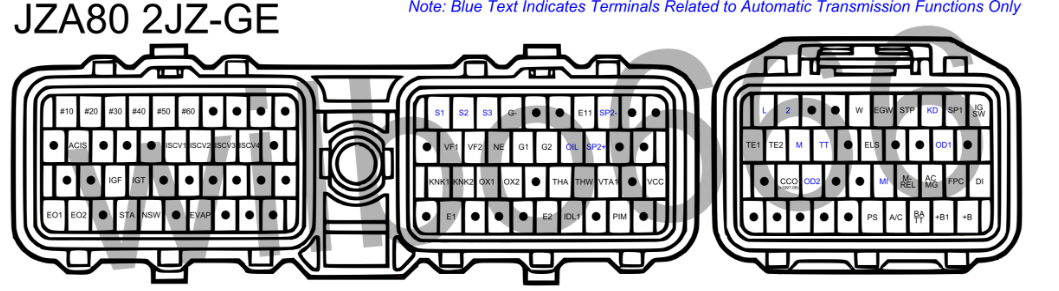 JZA80 2JZ-GE
Note: Blue Text Indicates Terminals Related to Automatic Transmission Functions Only
#10 #20 #30 #40 #50 #60
ACIS ISCV1 ISCV2 ISCV3 ISCV4
IGF IGT
EO1 EO2 STA NSW EVAP
S1 S2 S3 G- E11 SP2-
VF1 VF2 NE G1 G2 OIL SP2+
KNK1 KNK2 OX1 OX2 THA THW VTA1 VCC
E1 E2 IDL1 PIM
L 2 W EGW STP KD SP1 IG SW
TE1 TE2 M TT ELS OD1
CCO OD2 MI M-REL AC MG FPC DI
PS A/C BATT +B1 +B
wilbo666